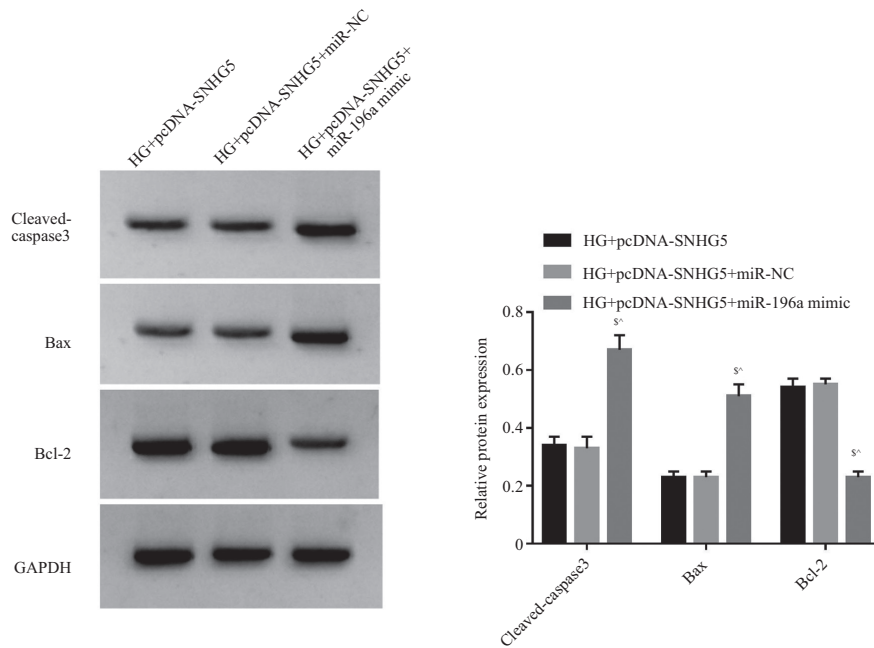 HG+pcDNA-SNHG5
HG+pcDNA-SNHG5+miR-NC
HG+pcDNA-SNHG5+
miR-196a mimic
Cleaved-
caspase3
Bax
Bcl-2
GAPDH
HG+pcDNA-SNHG5
HG+pcDNA-SNHG5+miR-NC
HG+pcDNA-SNHG5+miR-196a mimic
Relative protein expression
0.8
0.6
0.4
0.2
0
$^
$^
$^
Cleaved-caspase3
Bax
Bcl-2